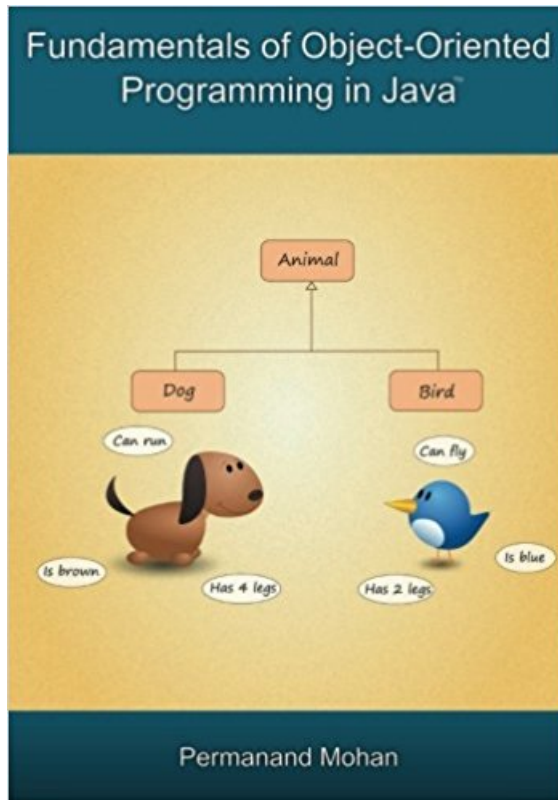 Fundamentals of Object-Oriented
Programming in Java™
Animal
Dog
Bird
Can run
Can fly
Is brown
Has 4 legs
Has 2 legs
Is blue
Permanand Mohan